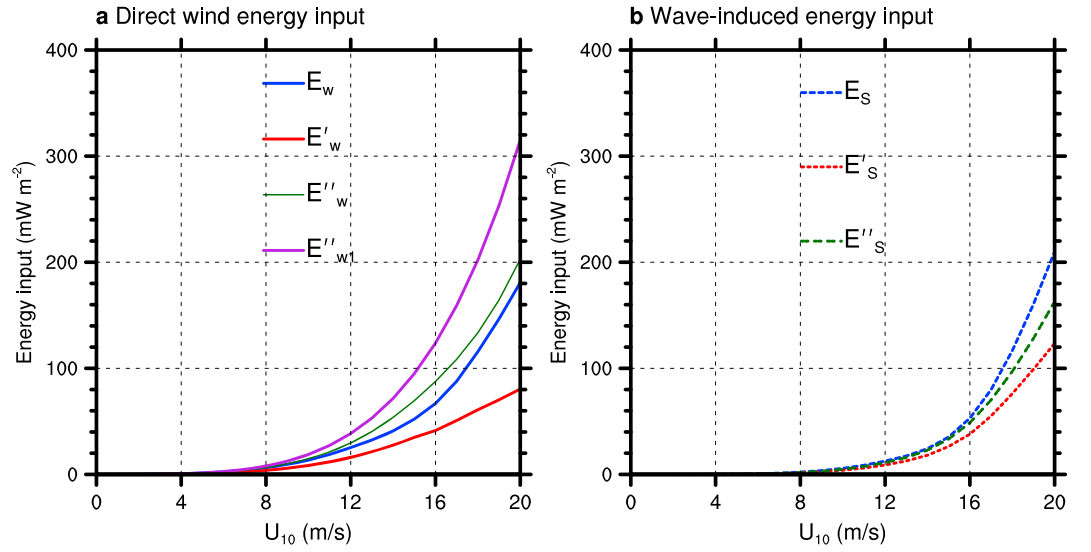 a Direct wind energy input
400
300
200
100
0
Energy input (mW m⁻²)
E_w
E′_w
E′′_w
E′′_w1
0 4 8 12 16 20
U₁₀ (m/s)
b Wave-induced energy input
400
300
200
100
0
Energy input (mW m⁻²)
E_S
E′_S
E′′_S
0 4 8 12 16 20
U₁₀ (m/s)